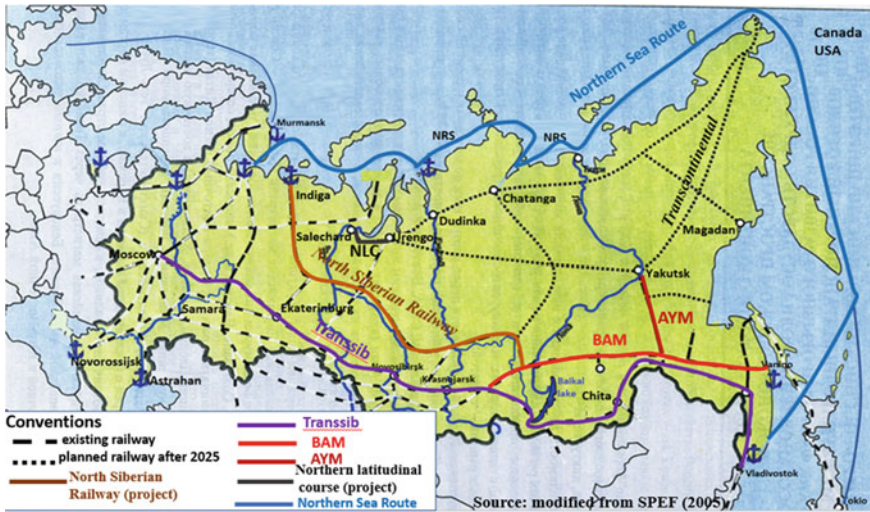 Canada
USA
Northern Sea Route
Murmansk
NRS
NRS
Indiga
Chatanga
Transcontinental
Dudinka
Magadan
Salechard
Urengo
NLC
Moscow
Yakutsk
North Siberian Railway
Samara
Ekaterinburg
Transsib
AYM
BAM
Novorossijsk
Novosibirsk
Vanino
Astrahan
Krasnojarsk
Baikal
lake
Chita
Conventions
existing railway
planned railway after 2025
North Siberian
Railway (project)
Transsib
BAM
AYM
Northern latitudinal
course (project)
Northern Sea Route
Source: modified from SPEF (2005)
Vladivostok
Tokio